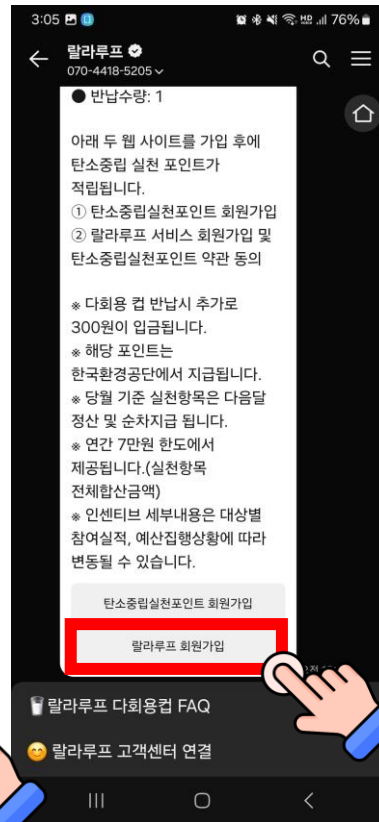 3:05
76%
랄라루프
070-4418-5205
● 반납수량: 1
아래 두 웹 사이트를 가입 후에
탄소중립 실천 포인트가
적립됩니다.
① 탄소중립실천포인트 회원가입
② 랄라루프 서비스 회원가입 및
탄소중립실천포인트 약관 동의
※ 다회용 컵 반납시 추가로
300원이 입금됩니다.
※ 해당 포인트는
한국환경공단에서 지급됩니다.
※ 당월 기준 실천항목은 다음달
정산 및 순차지급 됩니다.
※ 연간 7만원 한도에서
제공됩니다.(실천항목
전체합산금액)
※ 인센티브 세부내용은 대상별
참여실적, 예산집행상황에 따라
변동될 수 있습니다.
탄소중립실천포인트 회원가입
랄라루프 회원가입
랄라루프 다회용컵 FAQ
랄라루프 고객센터 연결